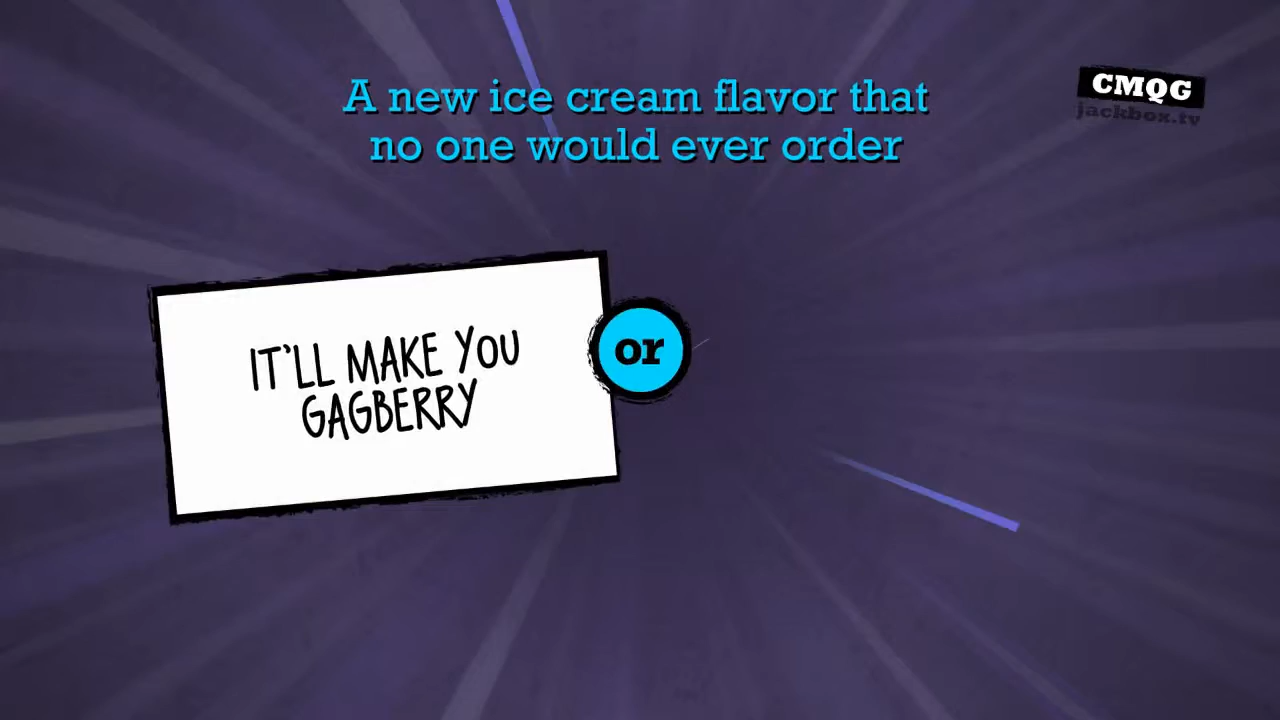 A new ice cream flavor that
no one would ever order
CMQG
jackbox.tv
IT'LL MAKE YOU
GAGBERRY
or